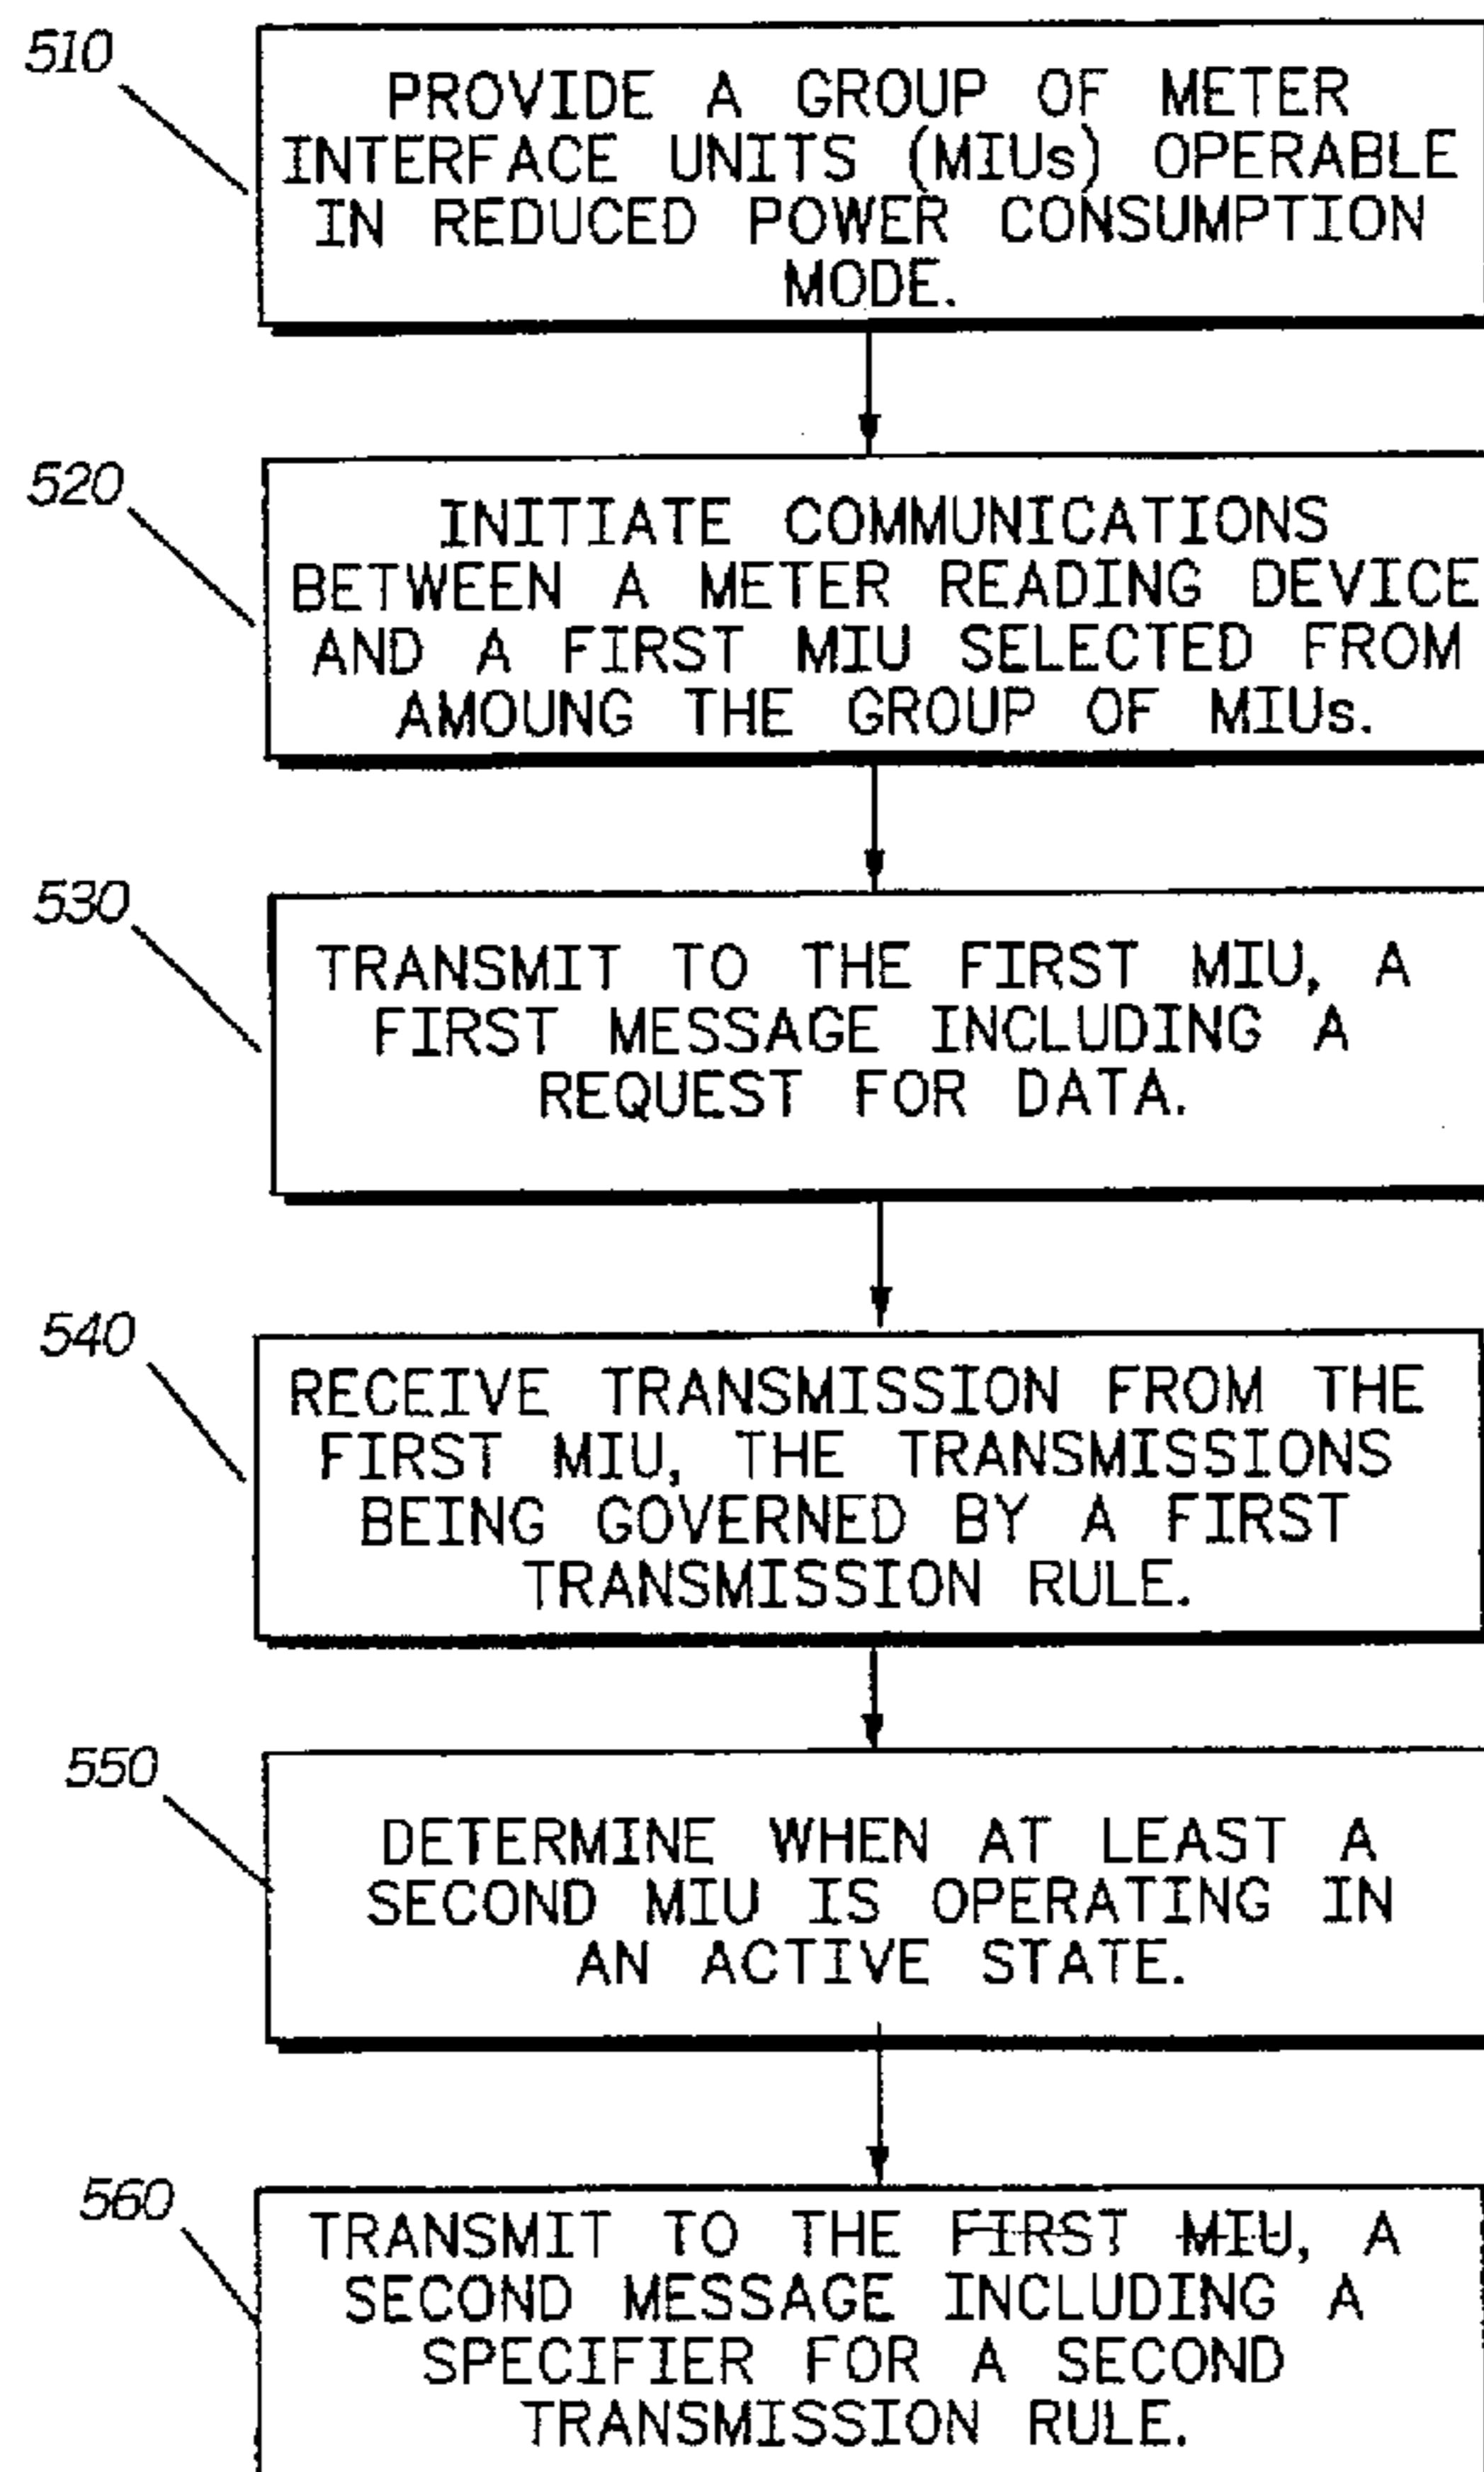 510
PROVIDE A GROUP OF METER
INTERFACE UNITS (MIUs) OPERABLE
IN REDUCED POWER CONSUMPTION
MODE.
520
INITIATE COMMUNICATIONS
BETWEEN A METER READING DEVICE
AND A FIRST MIU SELECTED FROM
AMOUNG THE GROUP OF MIUs.
530
TRANSMIT TO THE FIRST MIU, A
FIRST MESSAGE INCLUDING A
REQUEST FOR DATA.
540
RECEIVE TRANSMISSION FROM THE
FIRST MIU, THE TRANSMISSIONS
BEING GOVERNED BY A FIRST
TRANSMISSION RULE.
550
DETERMINE WHEN AT LEAST A
SECOND MIU IS OPERATING IN
AN ACTIVE STATE.
560
TRANSMIT TO THE FIRST MIU, A
SECOND MESSAGE INCLUDING A
SPECIFIER FOR A SECOND
TRANSMISSION RULE.